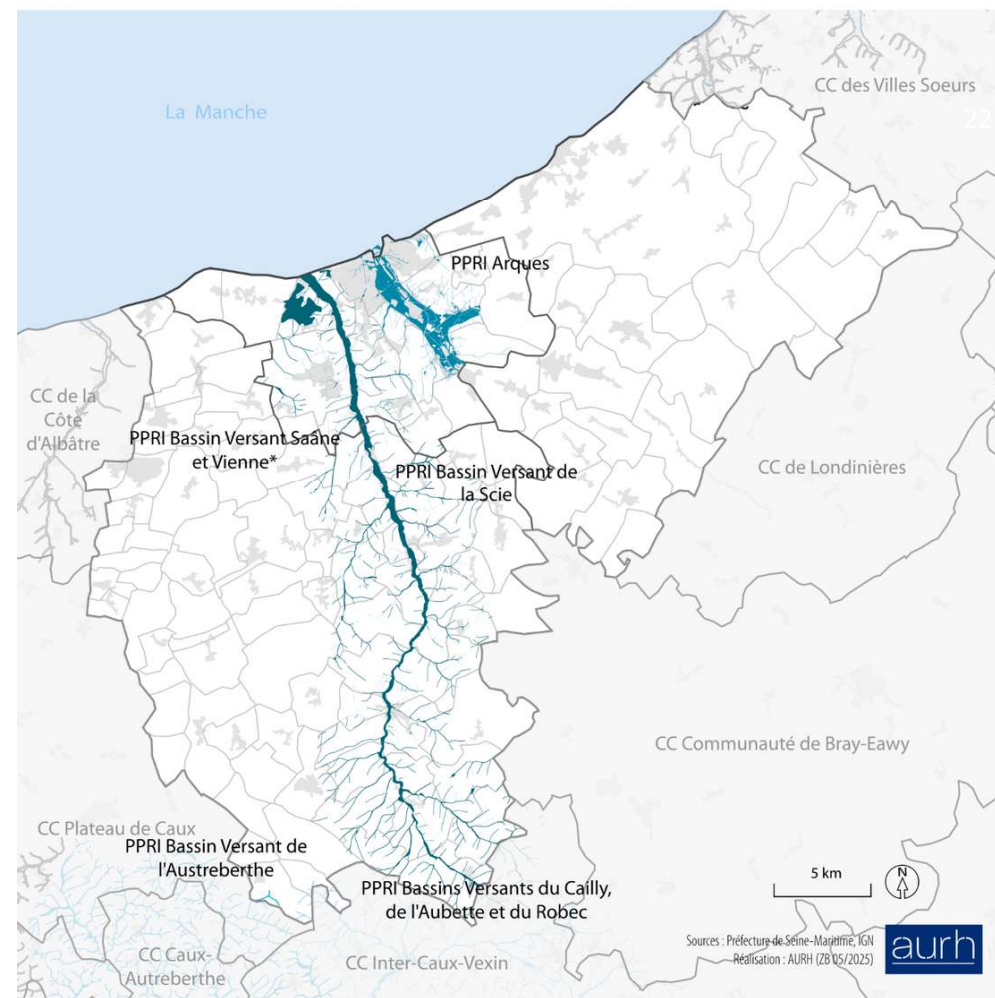 La Manche
CC des Villes Soeurs
22
PPRI Arques
CC de la
Côte
d'Albâtre
PPRI Bassin Versant Saâne
et Vienne*
PPRI Bassin Versant de
la Scie
CC de Londinières
CC Communauté de Bray-Eawy
CC Plateau de Caux
PPRI Bassin Versant de
l'Austreberthe
5 km
N
PPRI Bassins Versants du Cailly,
de l'Aubette et du Robec
Sources : Préfecture de Seine-Maritime, IGN
Réalisation : AURH (ZB 05/2025)
aurh
CC Caux-
Autreberthe
CC Inter-Caux-Vexin